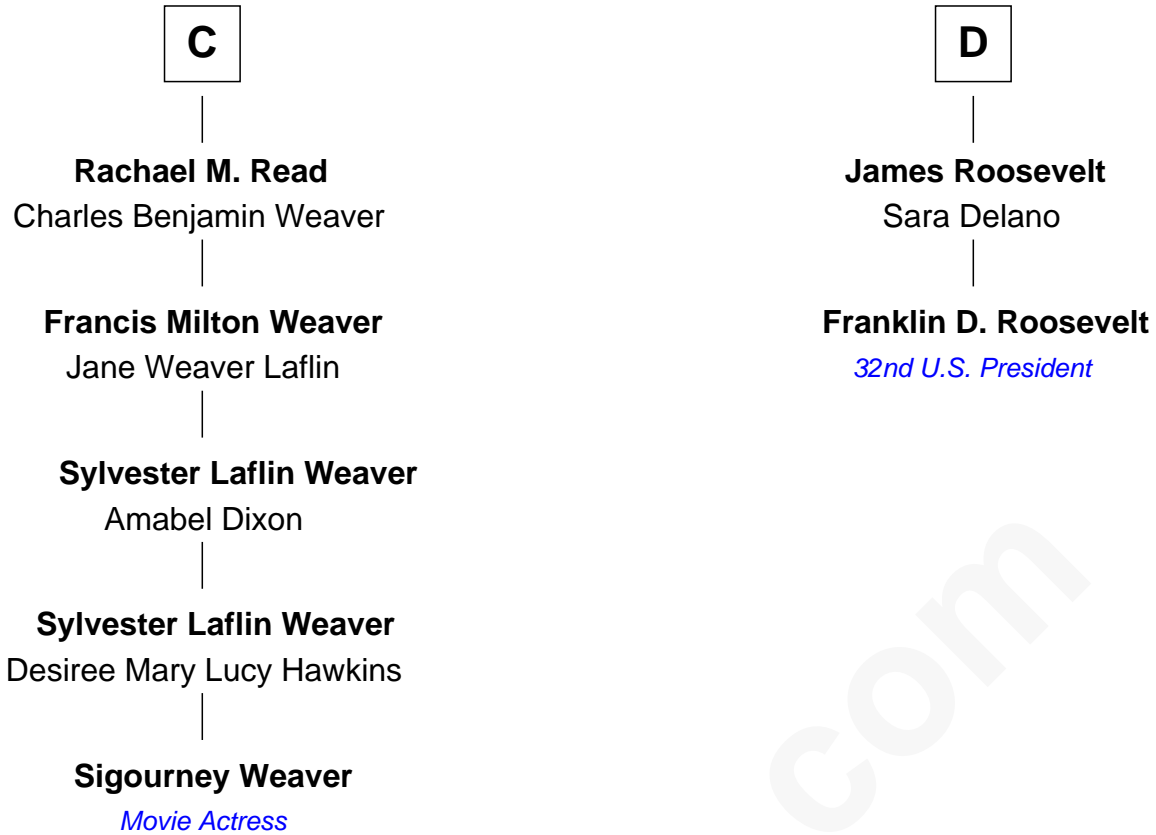 C
Rachael M. Read
Charles Benjamin Weaver
Francis Milton Weaver
Jane Weaver Laflin
Sylvester Laflin Weaver
Amabel Dixon
Sylvester Laflin Weaver
Desiree Mary Lucy Hawkins
Sigourney Weaver
Movie Actress
D
James Roosevelt
Sara Delano
Franklin D. Roosevelt
32nd U.S. President
com